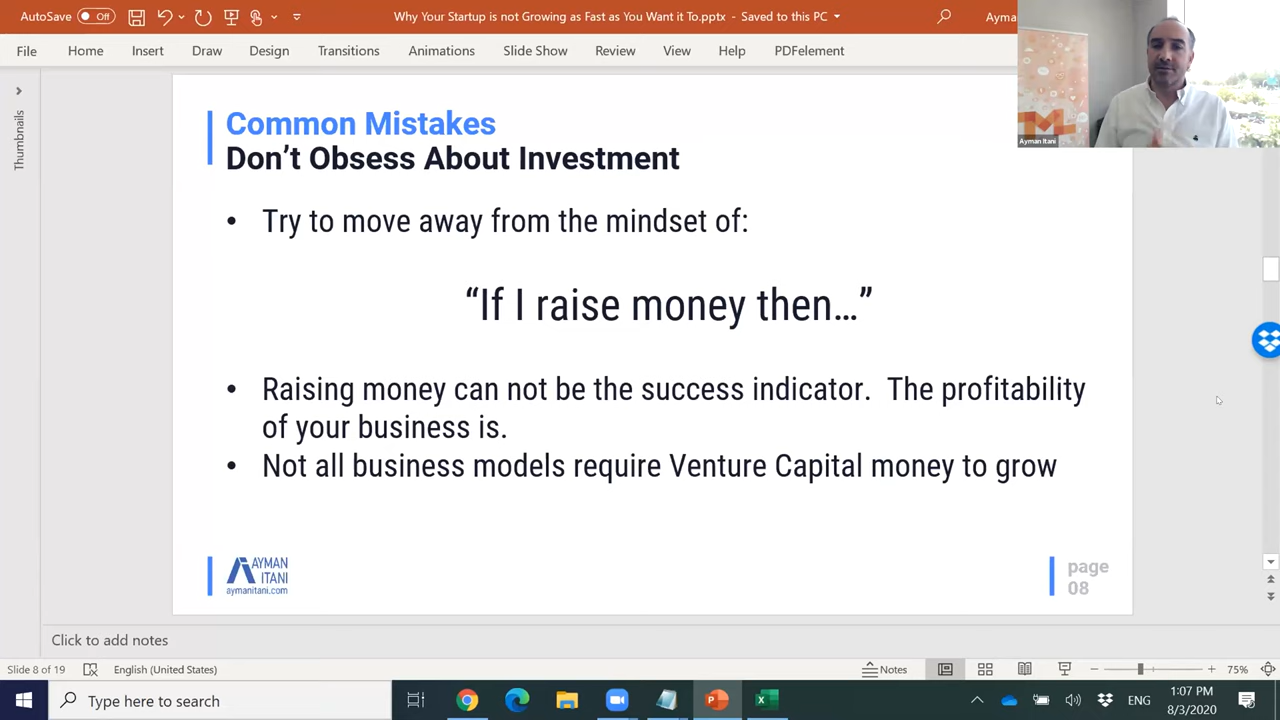 AutoSave Off
Why Your Startup is not Growing as Fast as You Want it To.pptx - Saved to this PC
Ayma
File Home Insert Draw Design Transitions Animations Slide Show Review View Help PDFelement
Ayman Itani
Thumbnails
Common Mistakes
Don’t Obsess About Investment
• Try to move away from the mindset of:
“If I raise money then…”
• Raising money can not be the success indicator. The profitability
of your business is.
• Not all business models require Venture Capital money to grow
AYMAN
ITANI
aymanitani.com
page
08
Click to add notes
Slide 8 of 19 English (United States) Notes 75%
Type here to search
ENG
1:07 PM
8/3/2020